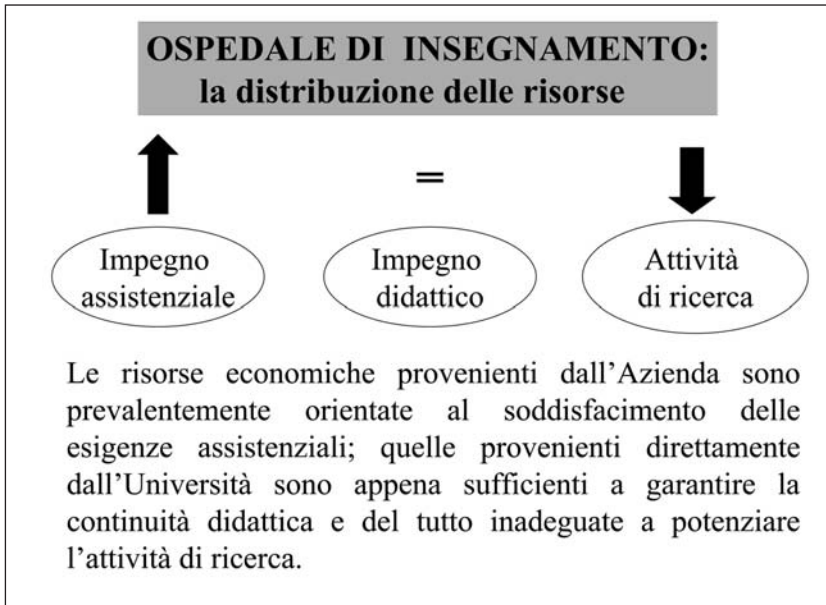 OSPEDALE DI INSEGNAMENTO:
la distribuzione delle risorse
=
Impegno
assistenziale
Impegno
didattico
Attività
di ricerca
Le risorse economiche provenienti dall’Azienda sono
prevalentemente orientate al soddisfacimento delle
esigenze assistenziali; quelle provenienti direttamente
dall’Università sono appena sufficienti a garantire la
continuità didattica e del tutto inadeguate a potenziare
l’attività di ricerca.